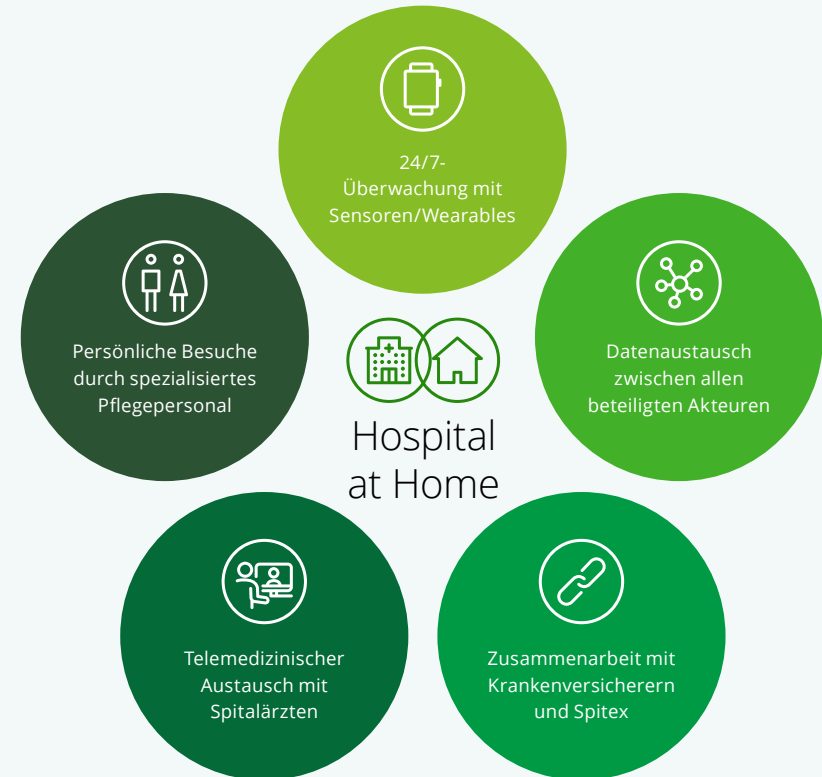 24/7-
Überwachung mit
Sensoren/Wearables
Persönliche Besuche
durch spezialisiertes
Pflegepersonal
Datenaustausch
zwischen allen
beteiligten Akteuren
Hospital
at Home
Telemedizinischer
Austausch mit
Spitalärzten
Zusammenarbeit mit
Krankenversicherern
und Spitex